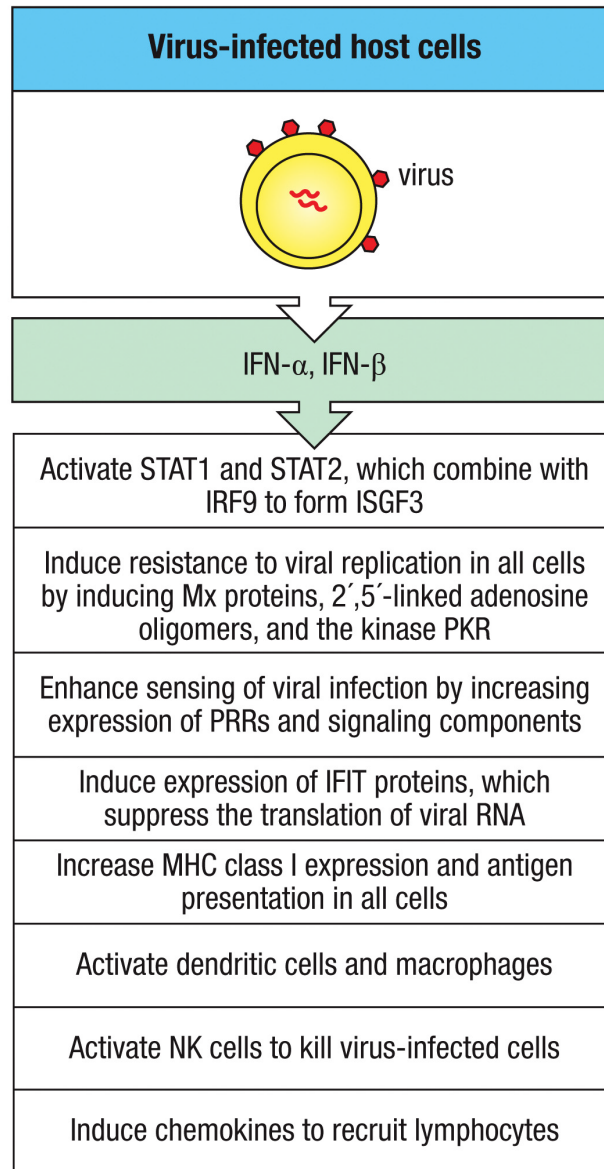 Virus-infected host cells
virus
IFN-α, IFN-β
Activate STAT1 and STAT2, which combine with
IRF9 to form ISGF3
Induce resistance to viral replication in all cells
by inducing Mx proteins, 2´,5´-linked adenosine
oligomers, and the kinase PKR
Enhance sensing of viral infection by increasing
expression of PRRs and signaling components
Induce expression of IFIT proteins, which
suppress the translation of viral RNA
Increase MHC class I expression and antigen
presentation in all cells
Activate dendritic cells and macrophages
Activate NK cells to kill virus-infected cells
Induce chemokines to recruit lymphocytes